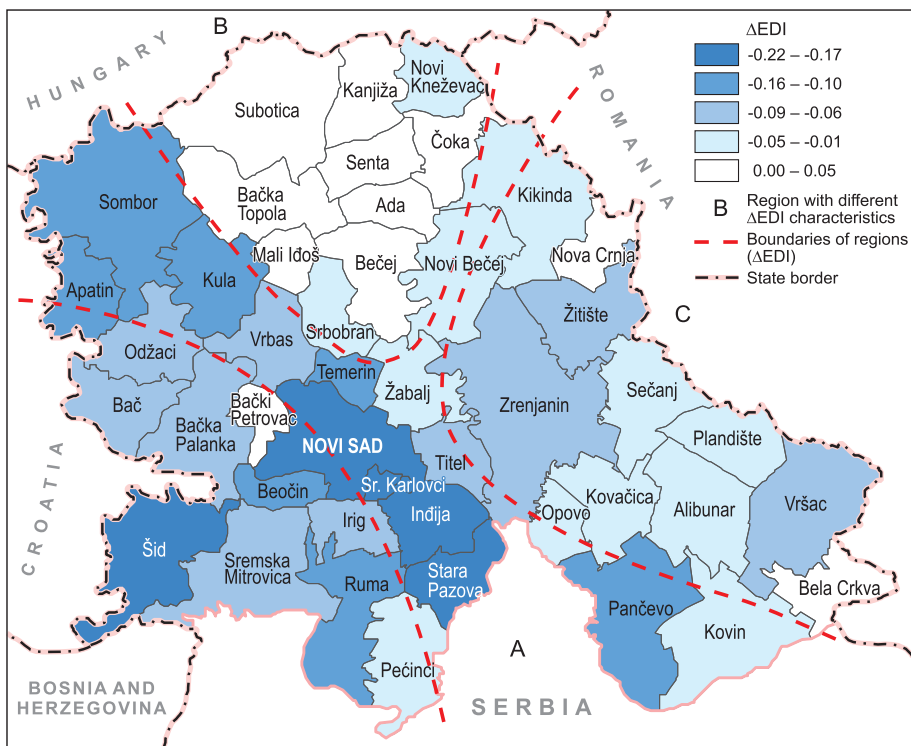 B
HUNGARY
ROMANIA
ΔEDI
-0.22 – -0.17
-0.16 – -0.10
-0.09 – -0.06
-0.05 – -0.01
0.00 – 0.05
B
Region with different
ΔEDI characteristics
Boundaries of regions
(ΔEDI)
State border
Novi
Kneževac
Kanjiža
Subotica
Čoka
Senta
Kikinda
Sombor
Bačka
Topola
Ada
Mali Iđoš
Bečej
Novi Bečej
Nova Crnja
Apatin
Kula
Žitište
C
Srbobran
Vrbas
Odžaci
Temerin
Žabalj
Sečanj
Bač
Bački
Petrovac
Zrenjanin
Bačka
Palanka
NOVI SAD
Titel
Plandište
CROATIA
Beočin
Sr. Karlovci
Kovačica
Opovo
Alibunar
Vršac
Inđija
Irig
Šid
Sremska
Mitrovica
Ruma
Stara
Pazova
Bela Crkva
Pančevo
Kovin
A
Pećinci
BOSNIA AND
HERZEGOVINA
SERBIA